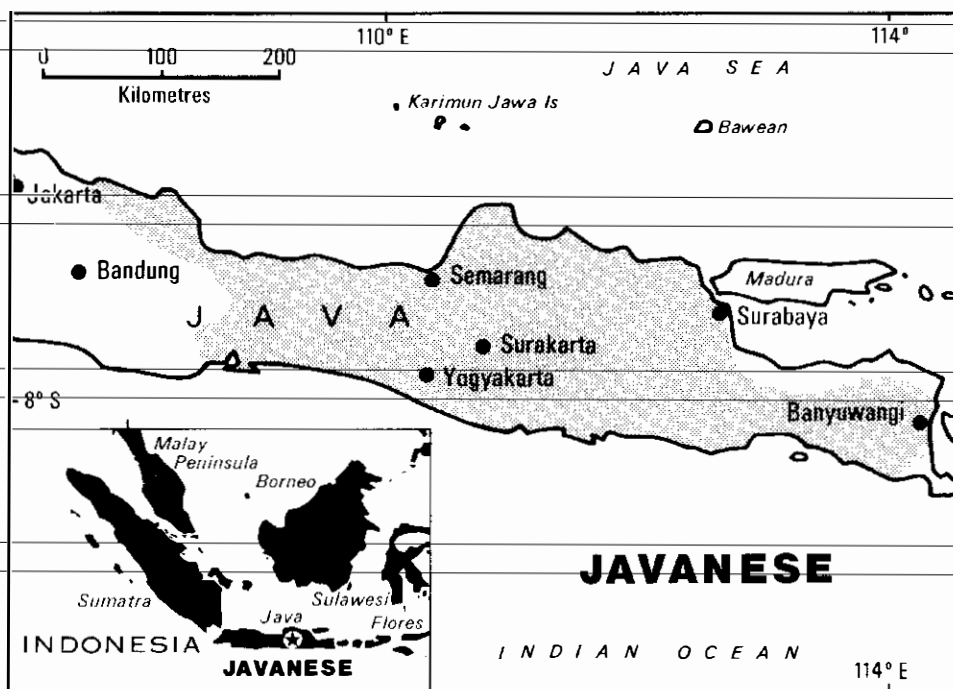 110° E
114°
0 100 200
Kilometres
JAVA SEA
Karimun Jawa Is
Bawean
Jakarta
Bandung
Semarang
Madura
JAVA
Surabaya
Surakarta
Yogyakarta
8° S
Banyuwangi
Malay
Peninsula
Borneo
JAVANESE
Sumatra
Sulawesi
Java
Flores
INDONESIA
JAVANESE
INDIAN OCEAN
114° E